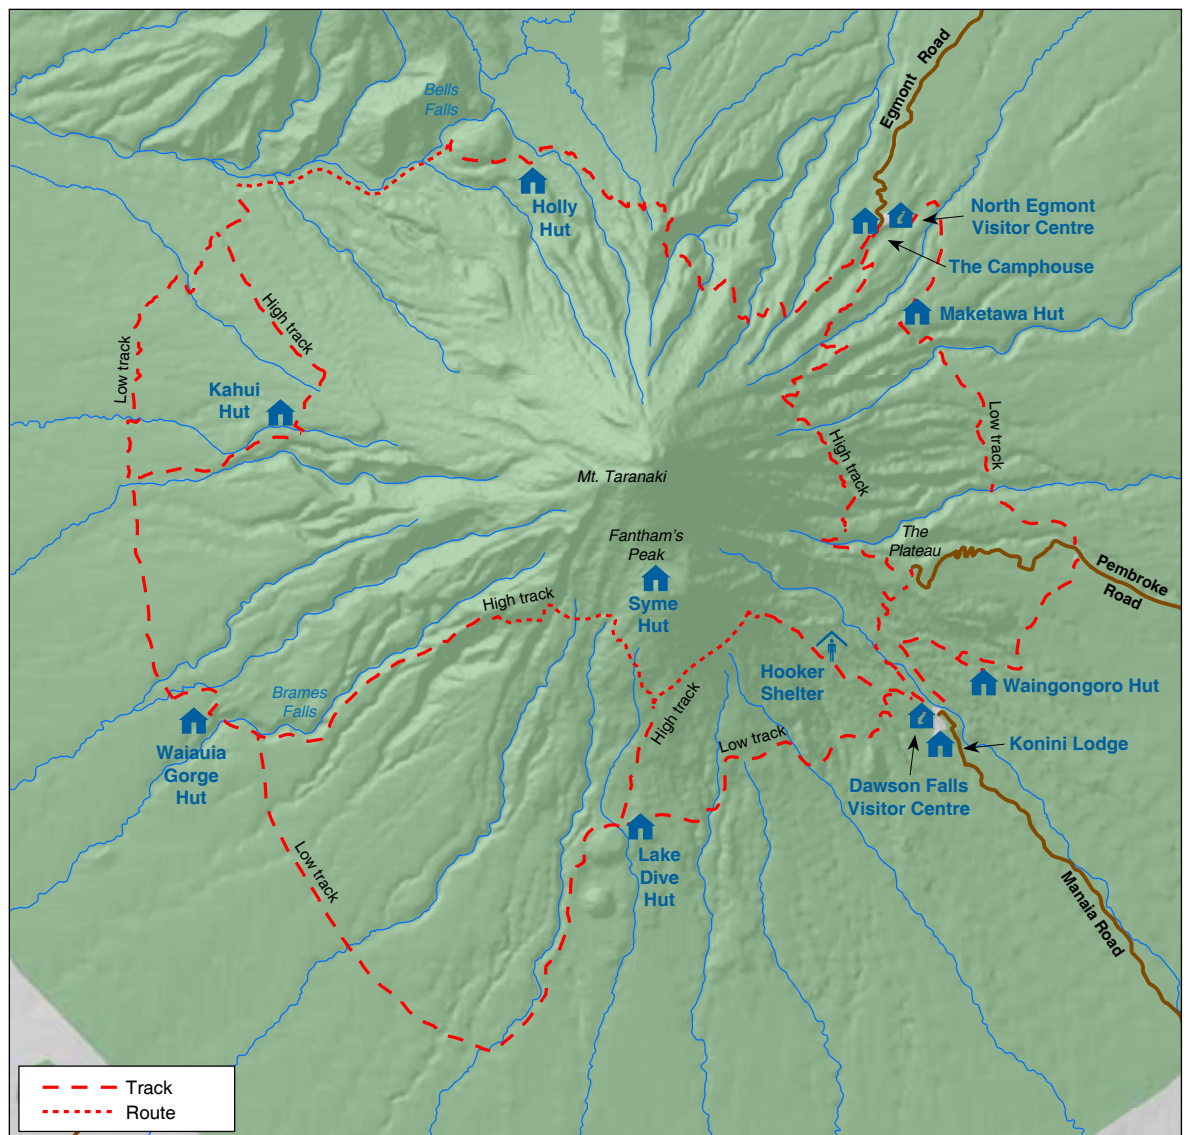 Egmont Road
Bells
Falls
Holly
Hut
North Egmont
Visitor Centre
The Camphouse
Maketawa Hut
High track
Low track
Kahui
Hut
Low track
High track
Mt. Taranaki
The
Plateau
Fantham's
Peak
Syme
Hut
High track
Pembroke
Road
Hooker
Shelter
Waingongoro Hut
Brames
Falls
High track
Low track
Waiauia
Gorge
Hut
Konini Lodge
Dawson Falls
Visitor Centre
Low track
Lake
Dive
Hut
Manaia Road
Track
Route